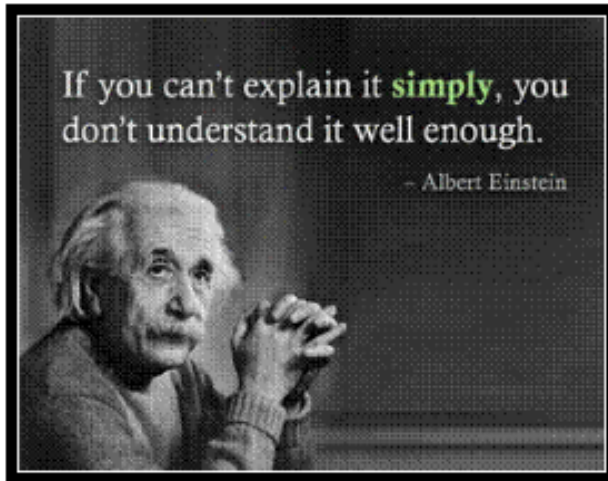 If you can't explain it simply, you
don't understand it well enough.
– Albert Einstein